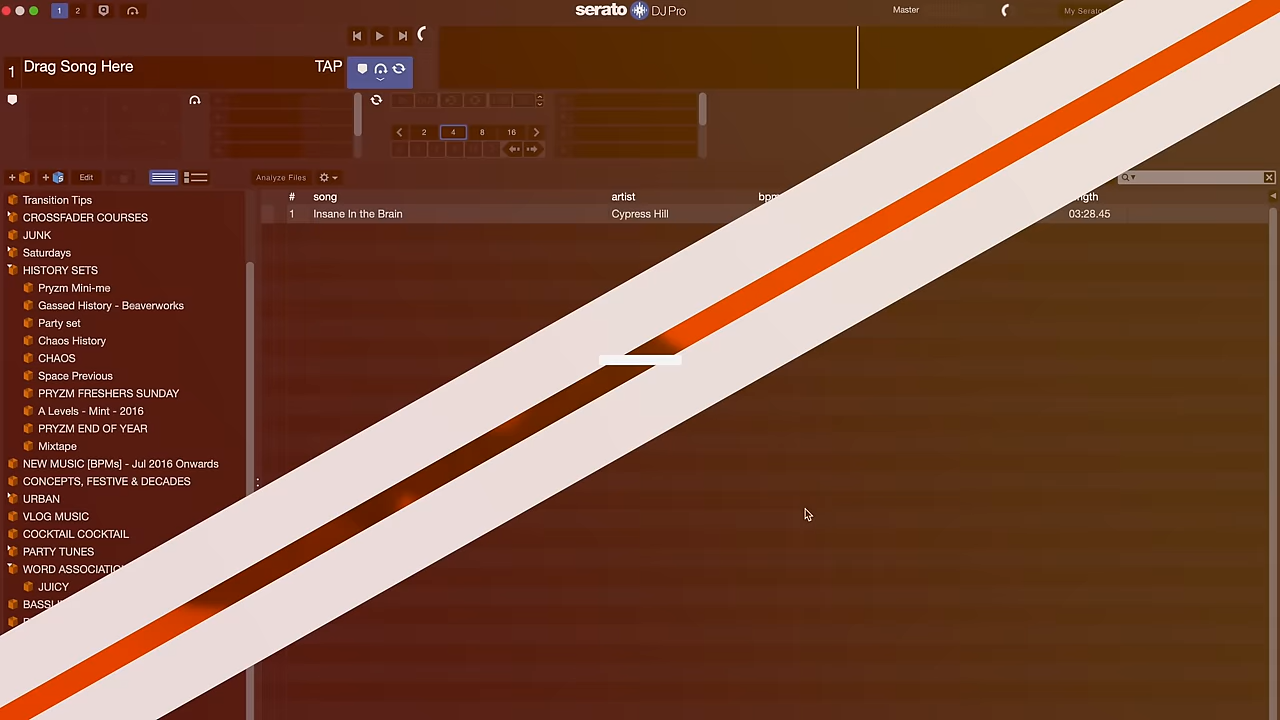 1 2 serato DJ Pro Master My Serato
1 Drag Song Here TAP
2 4 8 16
Edit Analyze Files
# song artist
1 Insane In the Brain Cypress Hill 03:28.45
Transition Tips
CROSSFADER COURSES
JUNK
Saturdays
HISTORY SETS
Pryzm Mini-me
Gassed History - Beaverworks
Party set
Chaos History
CHAOS
Space Previous
PRYZM FRESHERS SUNDAY
A Levels - Mint - 2016
PRYZM END OF YEAR
Mixtape
NEW MUSIC [BPMs] - Jul 2016 Onwards
CONCEPTS, FESTIVE & DECADES
URBAN
VLOG MUSIC
COCKTAIL COCKTAIL
PARTY TUNES
WORD
JUICY